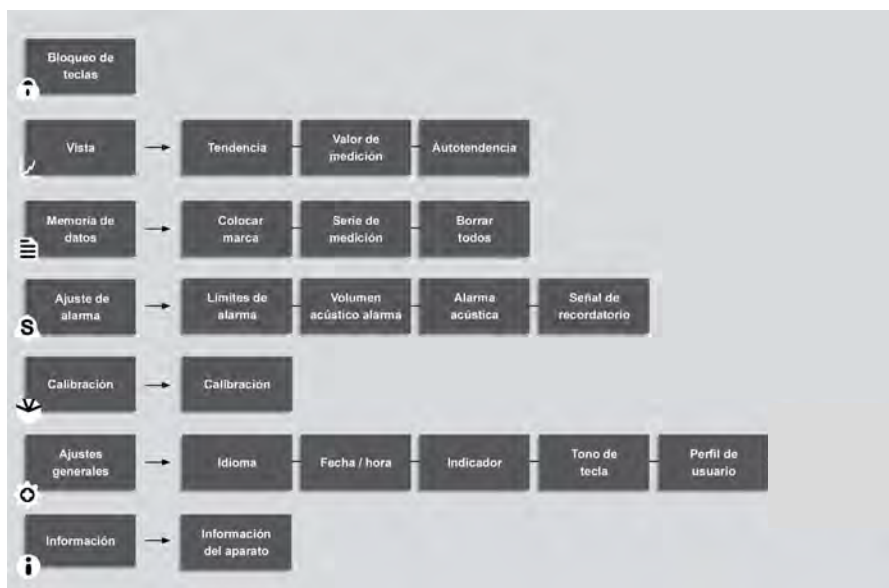 Bloqueo de
teclas
Vista
Tendencia
Valor de
medición
Autotendencia
Memoria de
datos
Colocar
marca
Serie de
medición
Borrar
todos
Ajuste de
alarma
S
Límites de
alarma
Volumen
acústico alarma
Alarma
acústica
Señal de
recordatorio
Calibración
Calibración
Ajustes
generales
Idioma
Fecha / hora
Indicador
Tono de
tecla
Perfil de
usuario
Información
i
Información
del aparato